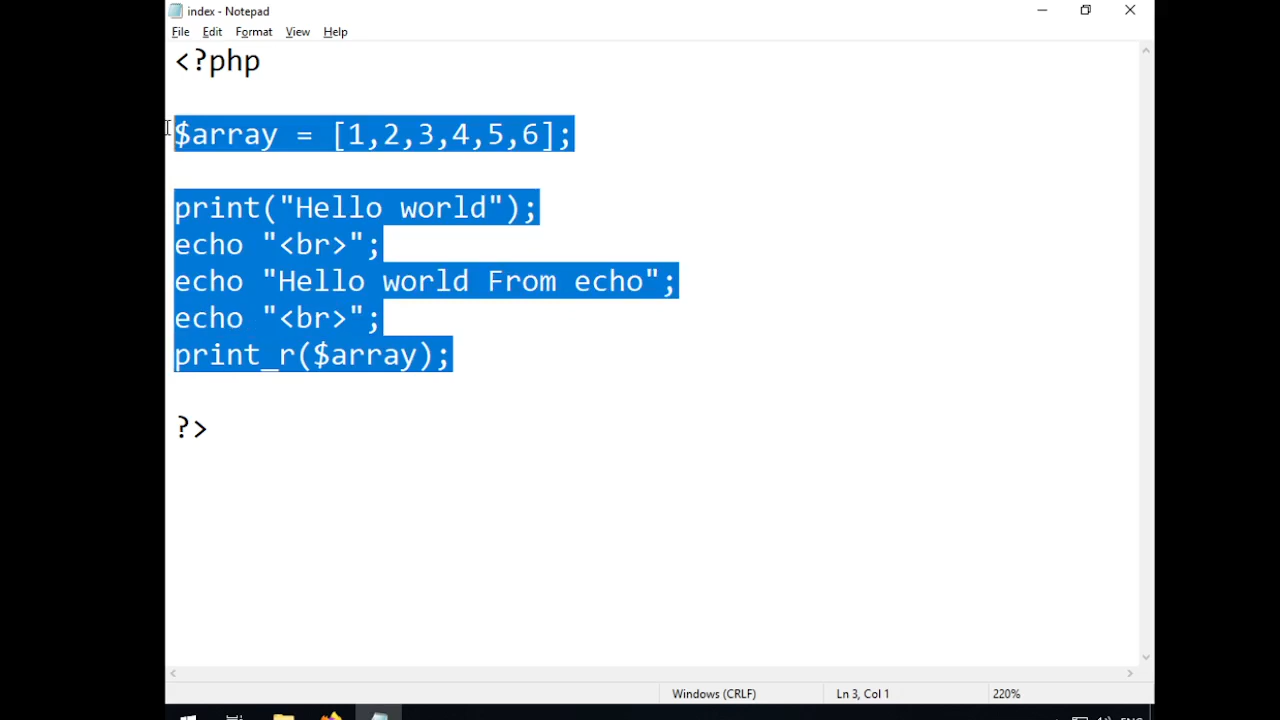 index - Notepad
File Edit Format View Help
<?php
$array = [1,2,3,4,5,6];
print("Hello world");
echo "<br>";
echo "Hello world From echo";
echo "<br>";
print_r($array);
?>
Windows (CRLF) Ln 3, Col 1 220%